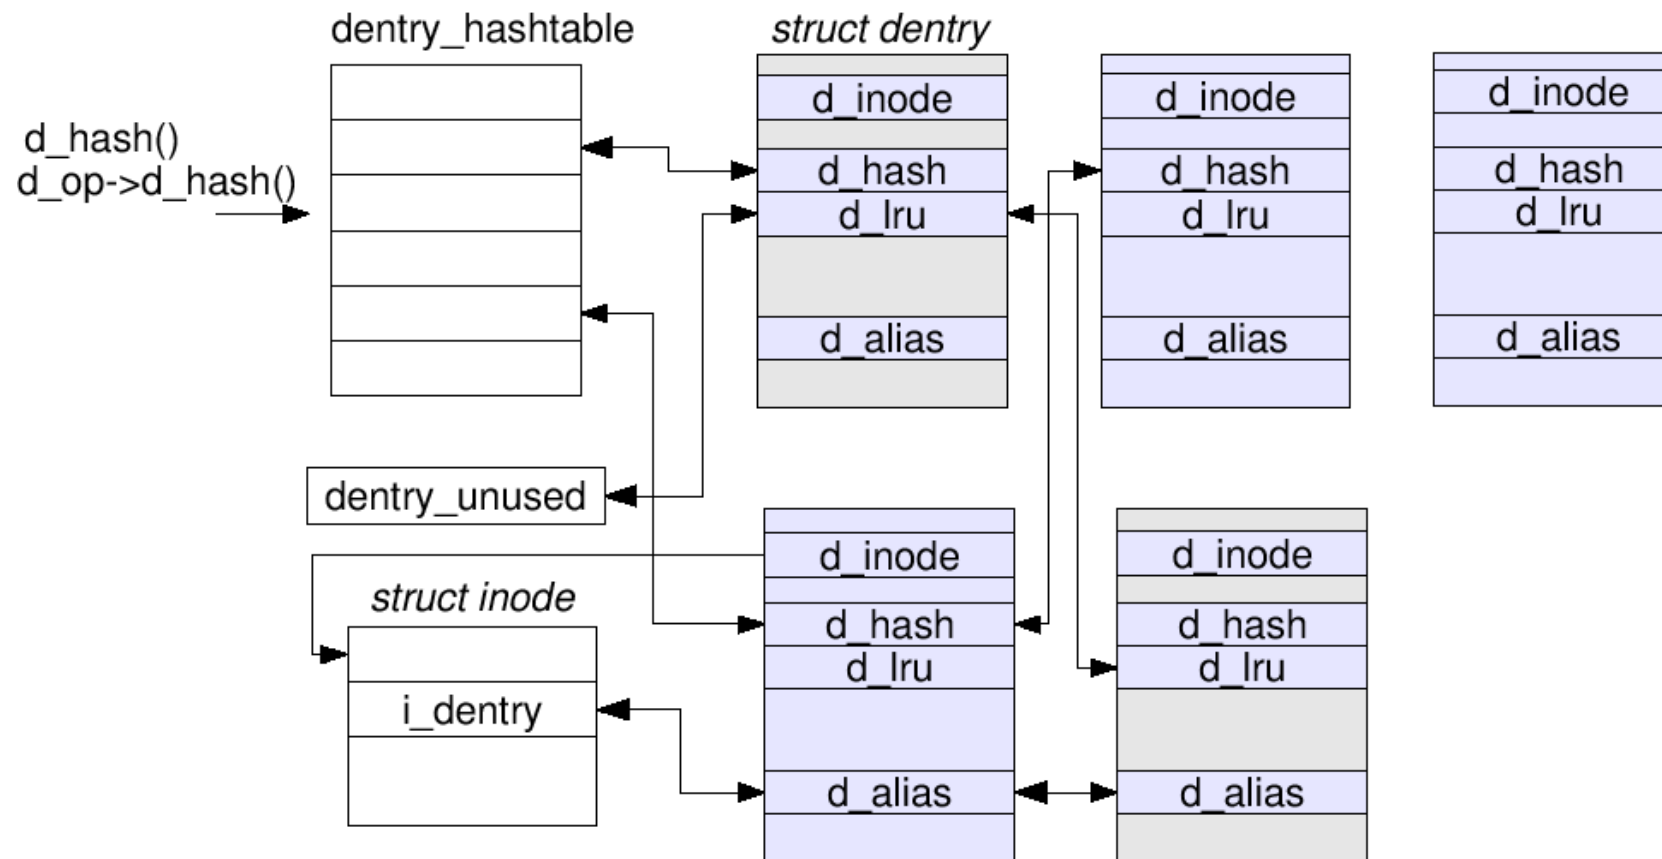 dentry_hashtable
struct dentry
d_hash()
d_op->d_hash()
d_inode
d_hash
d_lru
d_alias
d_inode
d_hash
d_lru
d_alias
d_inode
d_hash
d_lru
d_alias
dentry_unused
struct inode
i_dentry
d_inode
d_hash
d_lru
d_alias
d_inode
d_hash
d_lru
d_alias